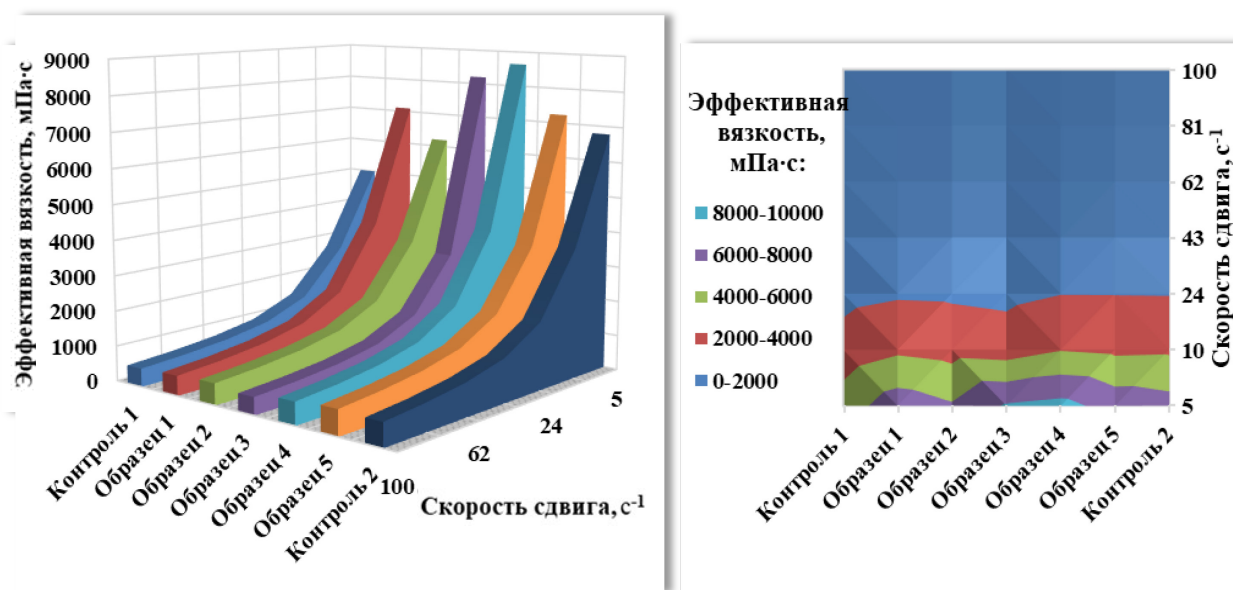 Эффективная вязкость, мПа·с
9000
8000
7000
6000
5000
4000
3000
2000
1000
0
Контроль 1
Образец 1
Образец 2
Образец 3
Образец 4
Образец 5
Контроль 2
100
62
24
5
Скорость сдвига, с-1
Эффективная
вязкость,
мПа·с:
8000-10000
6000-8000
4000-6000
2000-4000
0-2000
100
81
62
43
24
10
5
Скорость сдвига, с-1
Контроль 1
Образец 1
Образец 2
Образец 3
Образец 4
Образец 5
Контроль 2